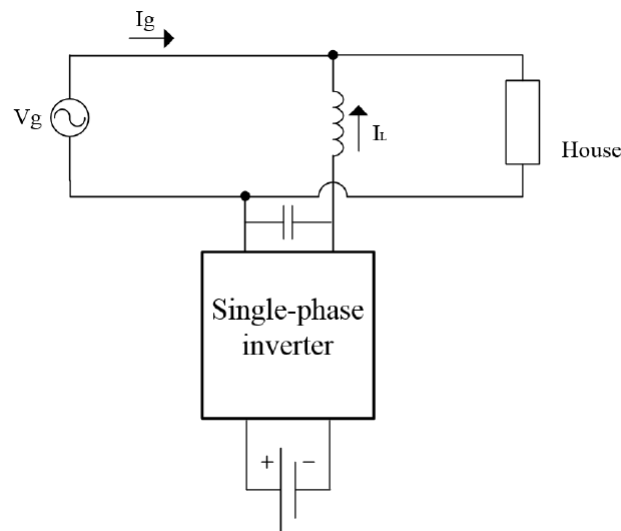 Ig
Vg
IL
House
Single-phase
inverter
+ −